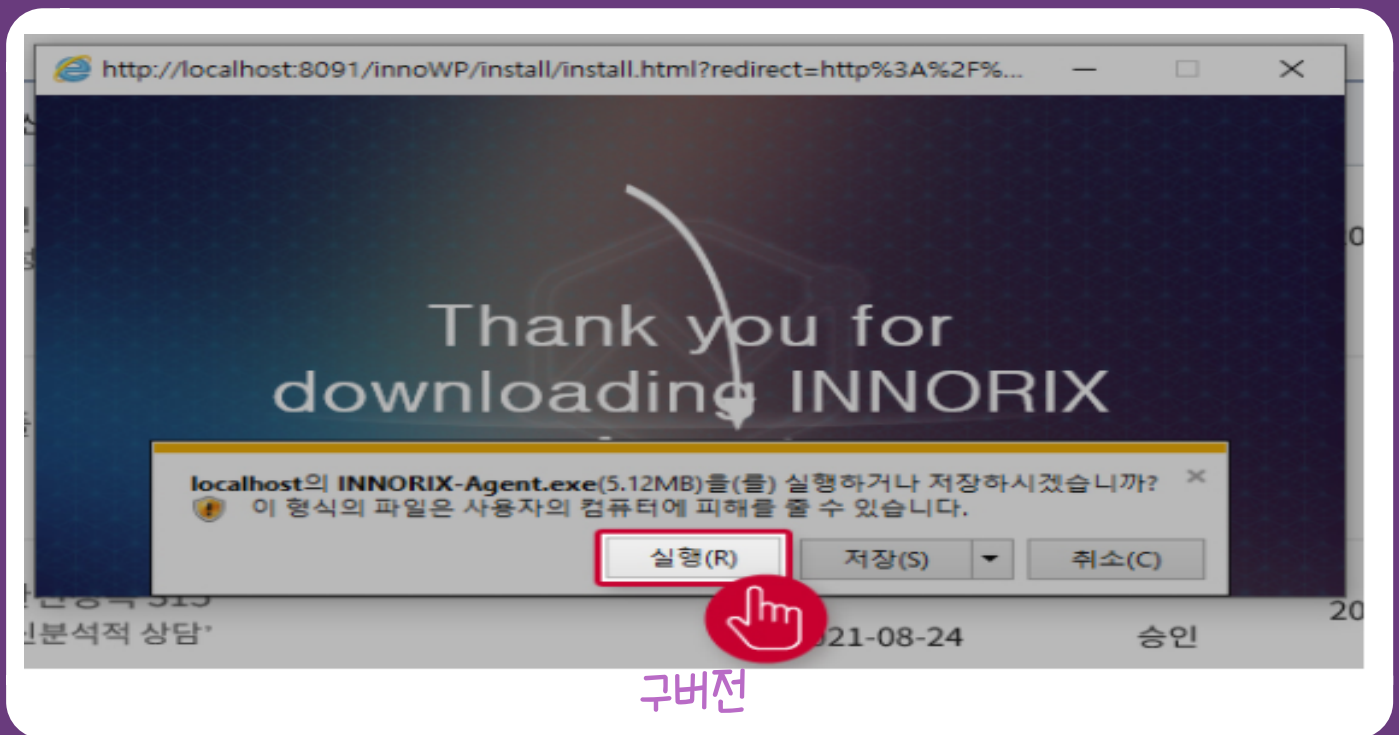 http://localhost:8091/innoWP/install/install.html?redirect=http%3A%2F%...
Thank you for
downloading INNORIX
localhost의 INNORIX-Agent.exe(5.12MB)을(를) 실행하거나 저장하시겠습니까?
이 형식의 파일은 사용자의 컴퓨터에 피해를 줄 수 있습니다.
실행(R) 저장(S) 취소(C)
20
신분석적 상담' 021-08-24 승인
구버전